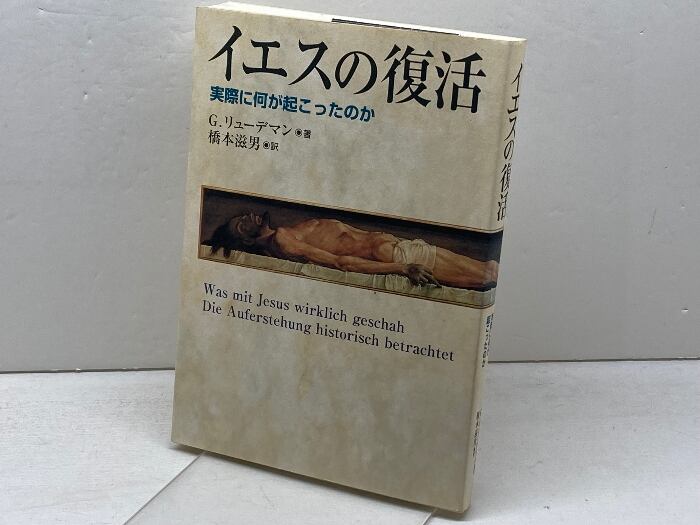 イエスの復活
実際に何が起こったのか
G.リューデマン◉著
橋本滋男◉訳
Was mit Jesus wirklich geschah
Die Auferstehung historisch betrachtet
イエスの復活